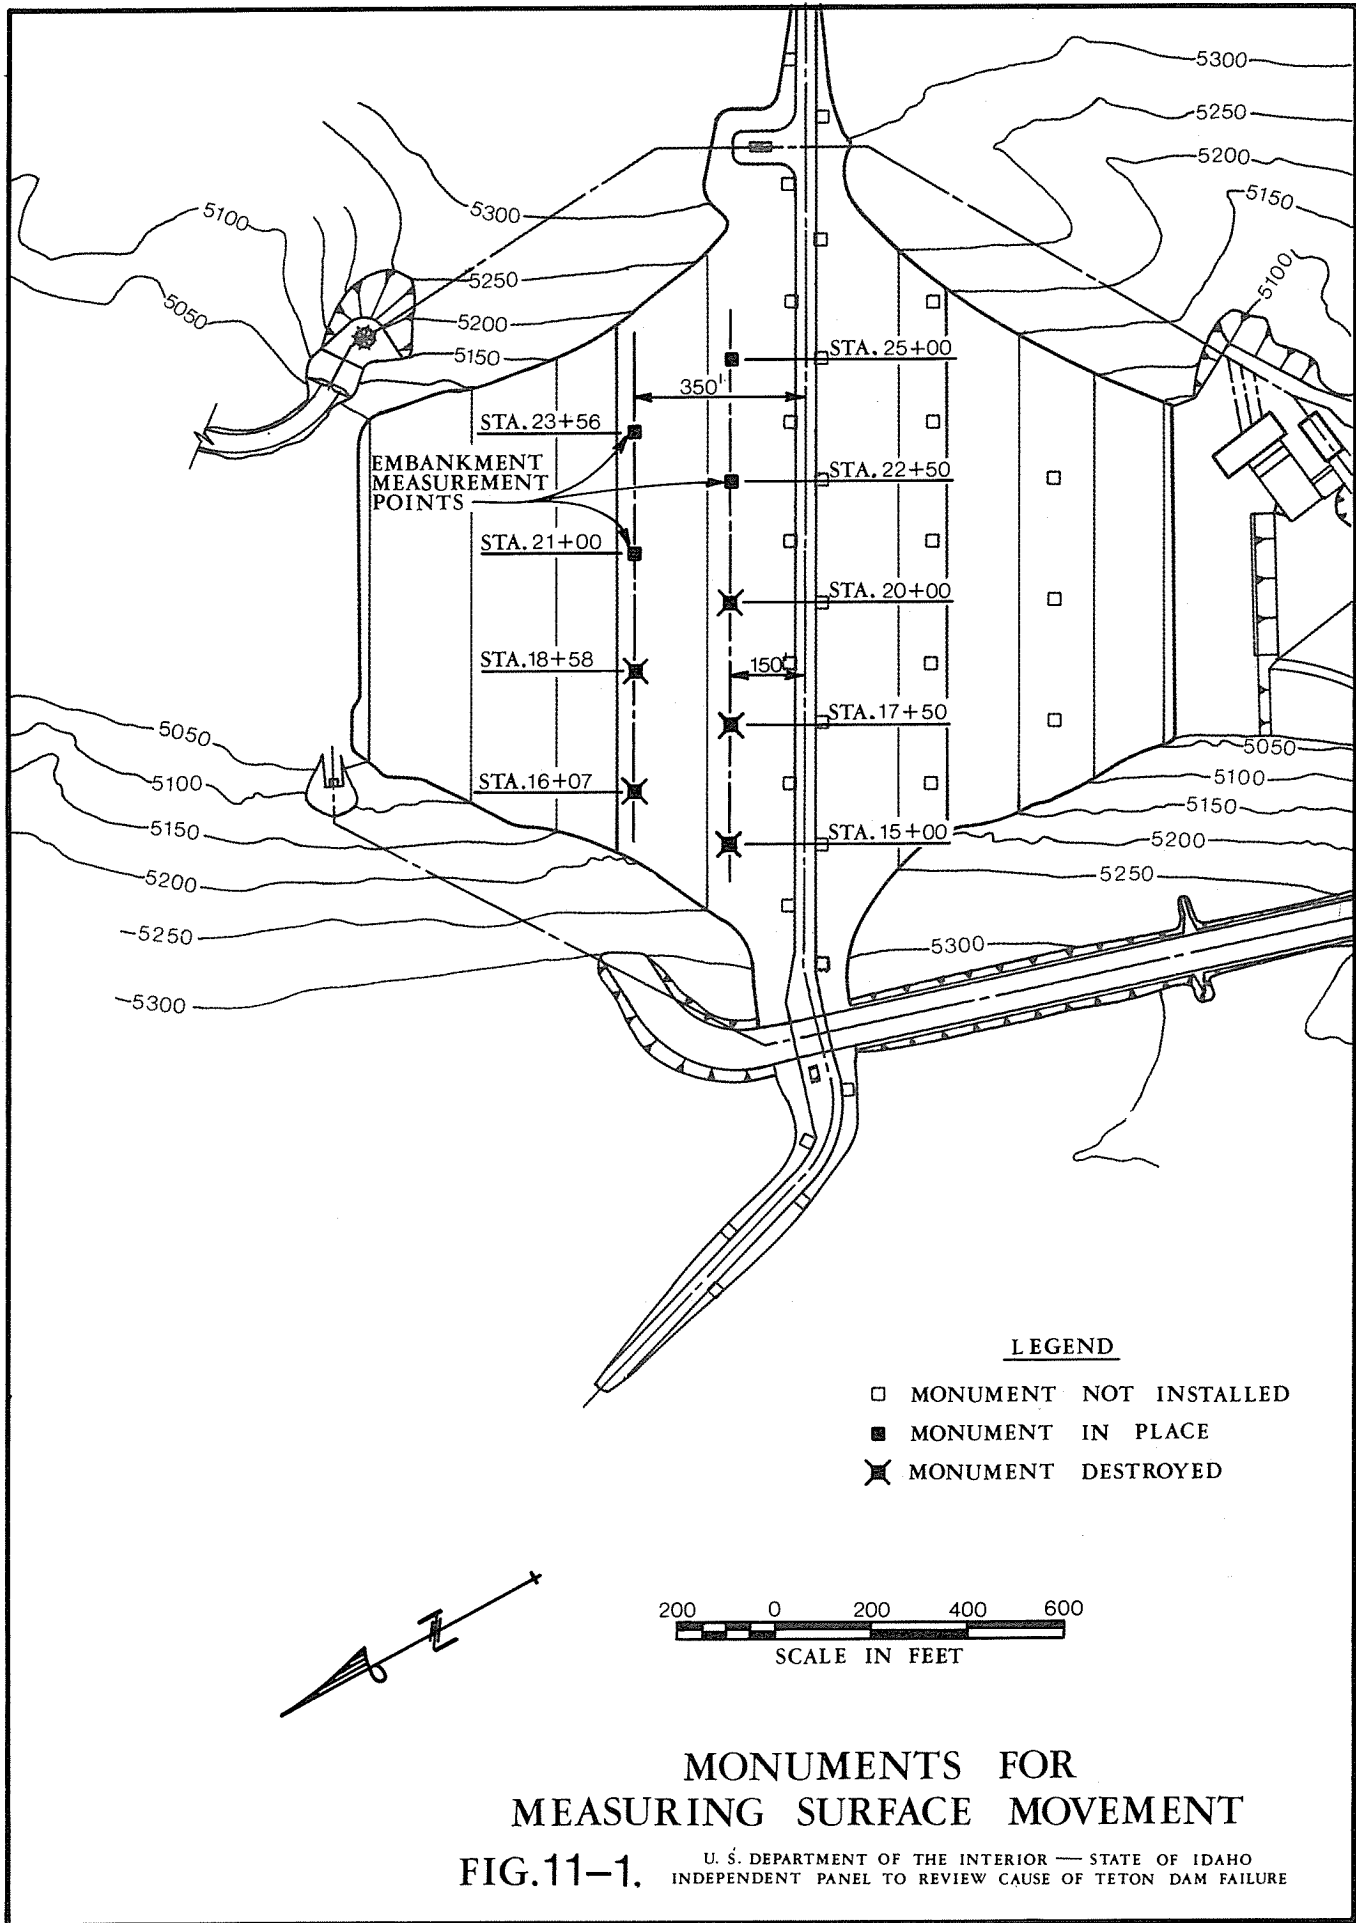 5300
5250
5200
5150
5100
5100
5050
5300
5250
5200
5150
STA. 25+00
350'
STA. 23+56
EMBANKMENT
MEASUREMENT
POINTS
STA. 22+50
STA. 21+00
STA. 20+00
STA. 18+58
150'
STA. 17+50
STA. 16+07
STA. 15+00
5050
5100
5150
5200
5250
5300
5050
5100
5150
5200
5250
5300
LEGEND
MONUMENT NOT INSTALLED
MONUMENT IN PLACE
MONUMENT DESTROYED
N
200 0 200 400 600
SCALE IN FEET
MONUMENTS FOR
MEASURING SURFACE MOVEMENT
FIG. 11-1.
U. S. DEPARTMENT OF THE INTERIOR — STATE OF IDAHO
INDEPENDENT PANEL TO REVIEW CAUSE OF TETON DAM FAILURE